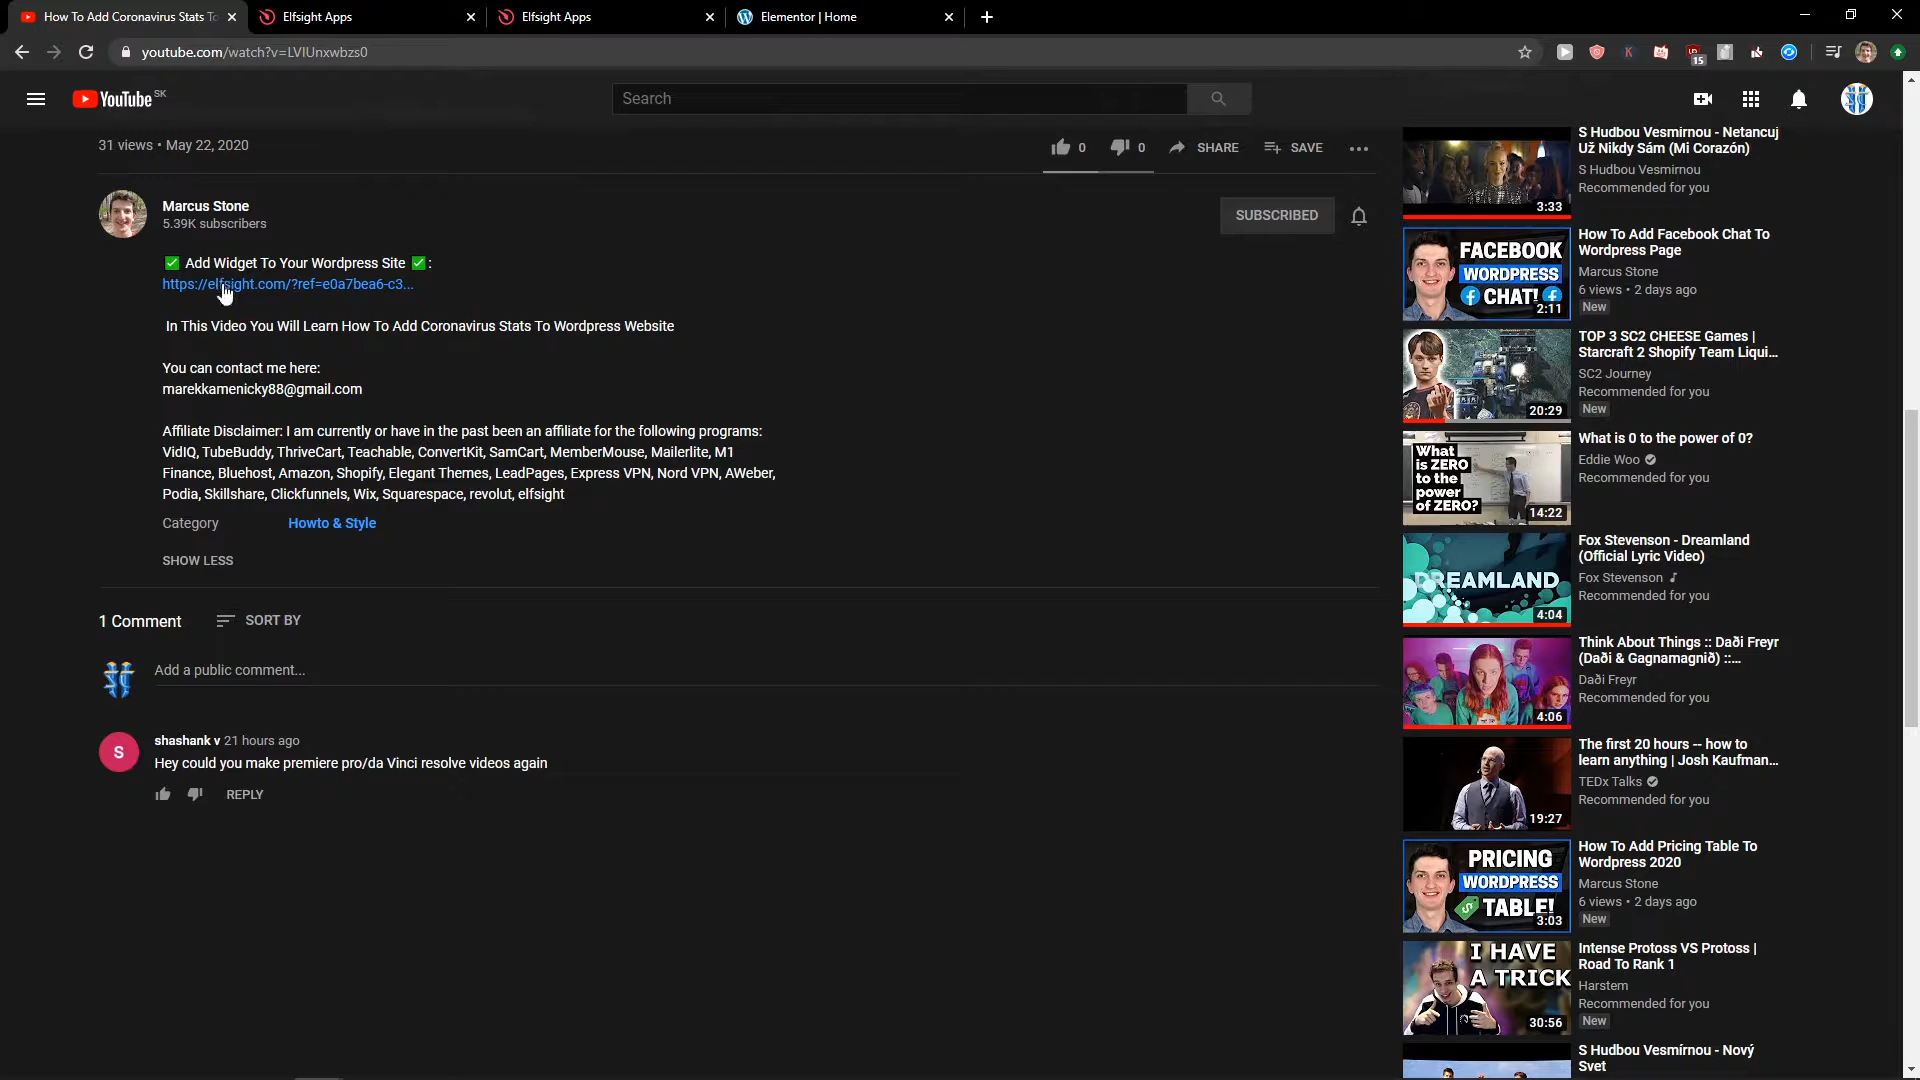 How To Add Coronavirus Stats To
Elfsight Apps
Elfsight Apps
Elementor | Home
youtube.com/watch?v=LVIUnxwbzs0
15
YouTube SK
Search
31 views • May 22, 2020
0
0
SHARE
SAVE
Marcus Stone
5.39K subscribers
SUBSCRIBED
✅ Add Widget To Your Wordpress Site ✅ :
https://elfsight.com/?ref=e0a7bea6-c3...
In This Video You Will Learn How To Add Coronavirus Stats To Wordpress Website
You can contact me here:
marekkamenicky88@gmail.com
Affiliate Disclaimer: I am currently or have in the past been an affiliate for the following programs:
VidIQ, TubeBuddy, ThriveCart, Teachable, ConvertKit, SamCart, MemberMouse, Mailerlite, M1
Finance, Bluehost, Amazon, Shopify, Elegant Themes, LeadPages, Express VPN, Nord VPN, AWeber,
Podia, Skillshare, Clickfunnels, Wix, Squarespace, revolut, elfsight
Category
Howto & Style
SHOW LESS
1 Comment
SORT BY
Add a public comment...
S
shashank v 21 hours ago
Hey could you make premiere pro/da Vinci resolve videos again
REPLY
3:33
S Hudbou Vesmirnou - Netancuj
Už Nikdy Sám (Mi Corazón)
S Hudbou Vesmirnou
Recommended for you
FACEBOOK
WORDPRESS
CHAT!
2:11
How To Add Facebook Chat To
Wordpress Page
Marcus Stone
6 views • 2 days ago
New
20:29
TOP 3 SC2 CHEESE Games |
Starcraft 2 Shopify Team Liqui...
SC2 Journey
Recommended for you
New
What
is ZERO
to the
power
of ZERO?
14:22
What is 0 to the power of 0?
Eddie Woo
Recommended for you
DREAMLAND
4:04
Fox Stevenson - Dreamland
(Official Lyric Video)
Fox Stevenson
Recommended for you
4:06
Think About Things :: Daði Freyr
(Daði & Gagnamagnið) ::...
Daði Freyr
Recommended for you
19:27
The first 20 hours -- how to
learn anything | Josh Kaufman...
TEDx Talks
Recommended for you
PRICING
WORDPRESS
TABLE!
3:03
How To Add Pricing Table To
Wordpress 2020
Marcus Stone
6 views • 2 days ago
New
I HAVE
A TRICK
30:56
Intense Protoss VS Protoss |
Road To Rank 1
Harstem
Recommended for you
New
S Hudbou Vesmírnou - Nový
Svet